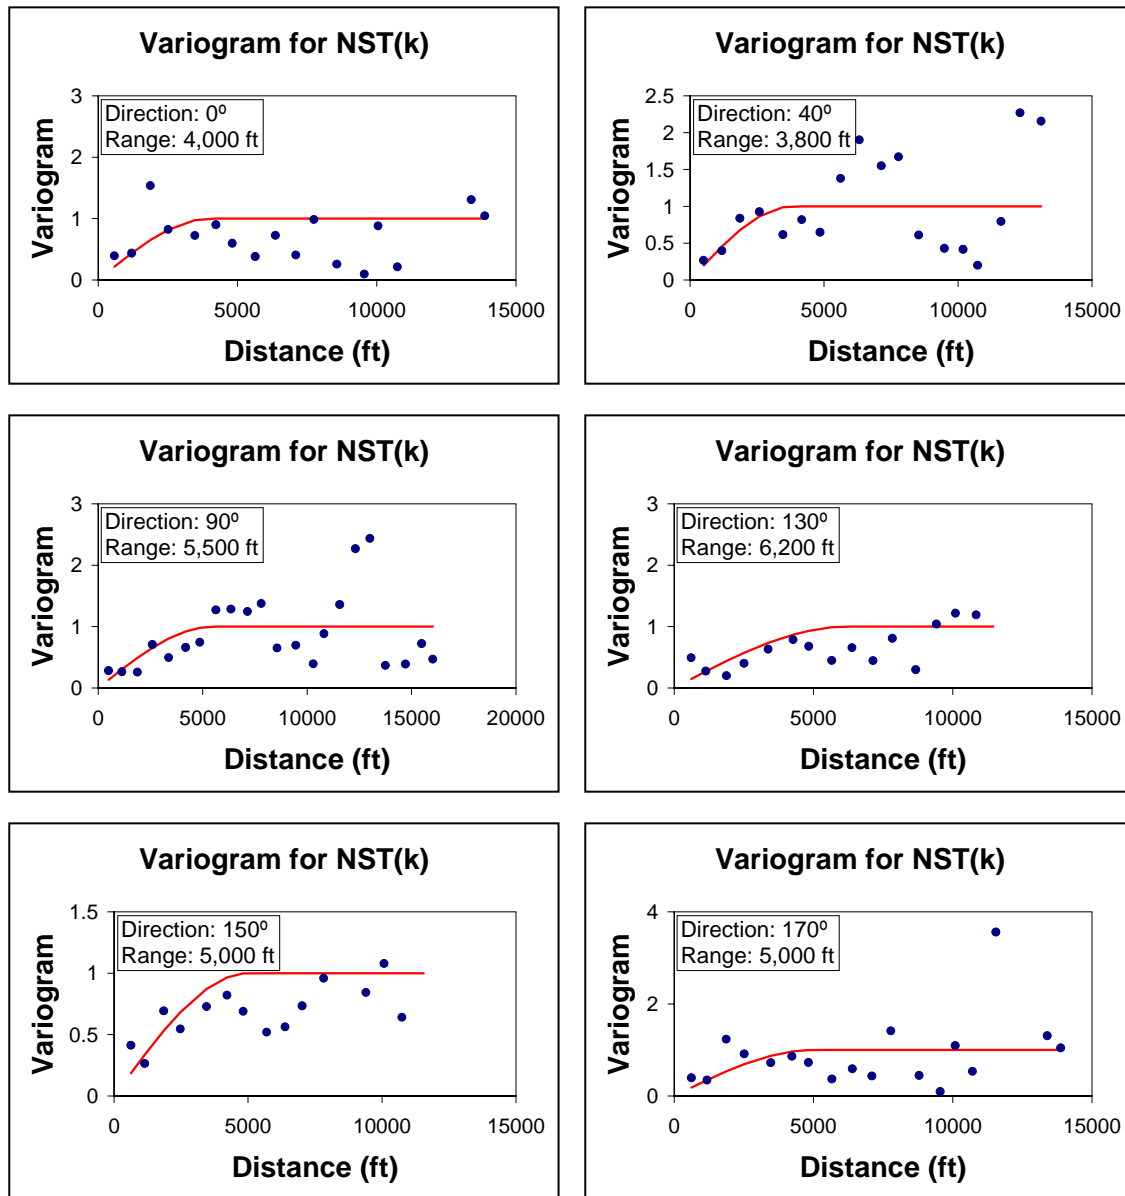 Variogram for NST(k)
Variogram
3
2
1
0
Direction: 0º
Range: 4,000 ft
0 5000 10000 15000
Distance (ft)
Variogram for NST(k)
Variogram
2.5
2
1.5
1
0.5
0
Direction: 40º
Range: 3,800 ft
0 5000 10000 15000
Distance (ft)
Variogram for NST(k)
Variogram
3
2
1
0
Direction: 90º
Range: 5,500 ft
0 5000 10000 15000 20000
Distance (ft)
Variogram for NST(k)
Variogram
3
2
1
0
Direction: 130º
Range: 6,200 ft
0 5000 10000 15000
Distance (ft)
Variogram for NST(k)
Variogram
1.5
1
0.5
0
Direction: 150º
Range: 5,000 ft
0 5000 10000 15000
Distance (ft)
Variogram for NST(k)
Variogram
4
2
0
Direction: 170º
Range: 5,000 ft
0 5000 10000 15000
Distance (ft)